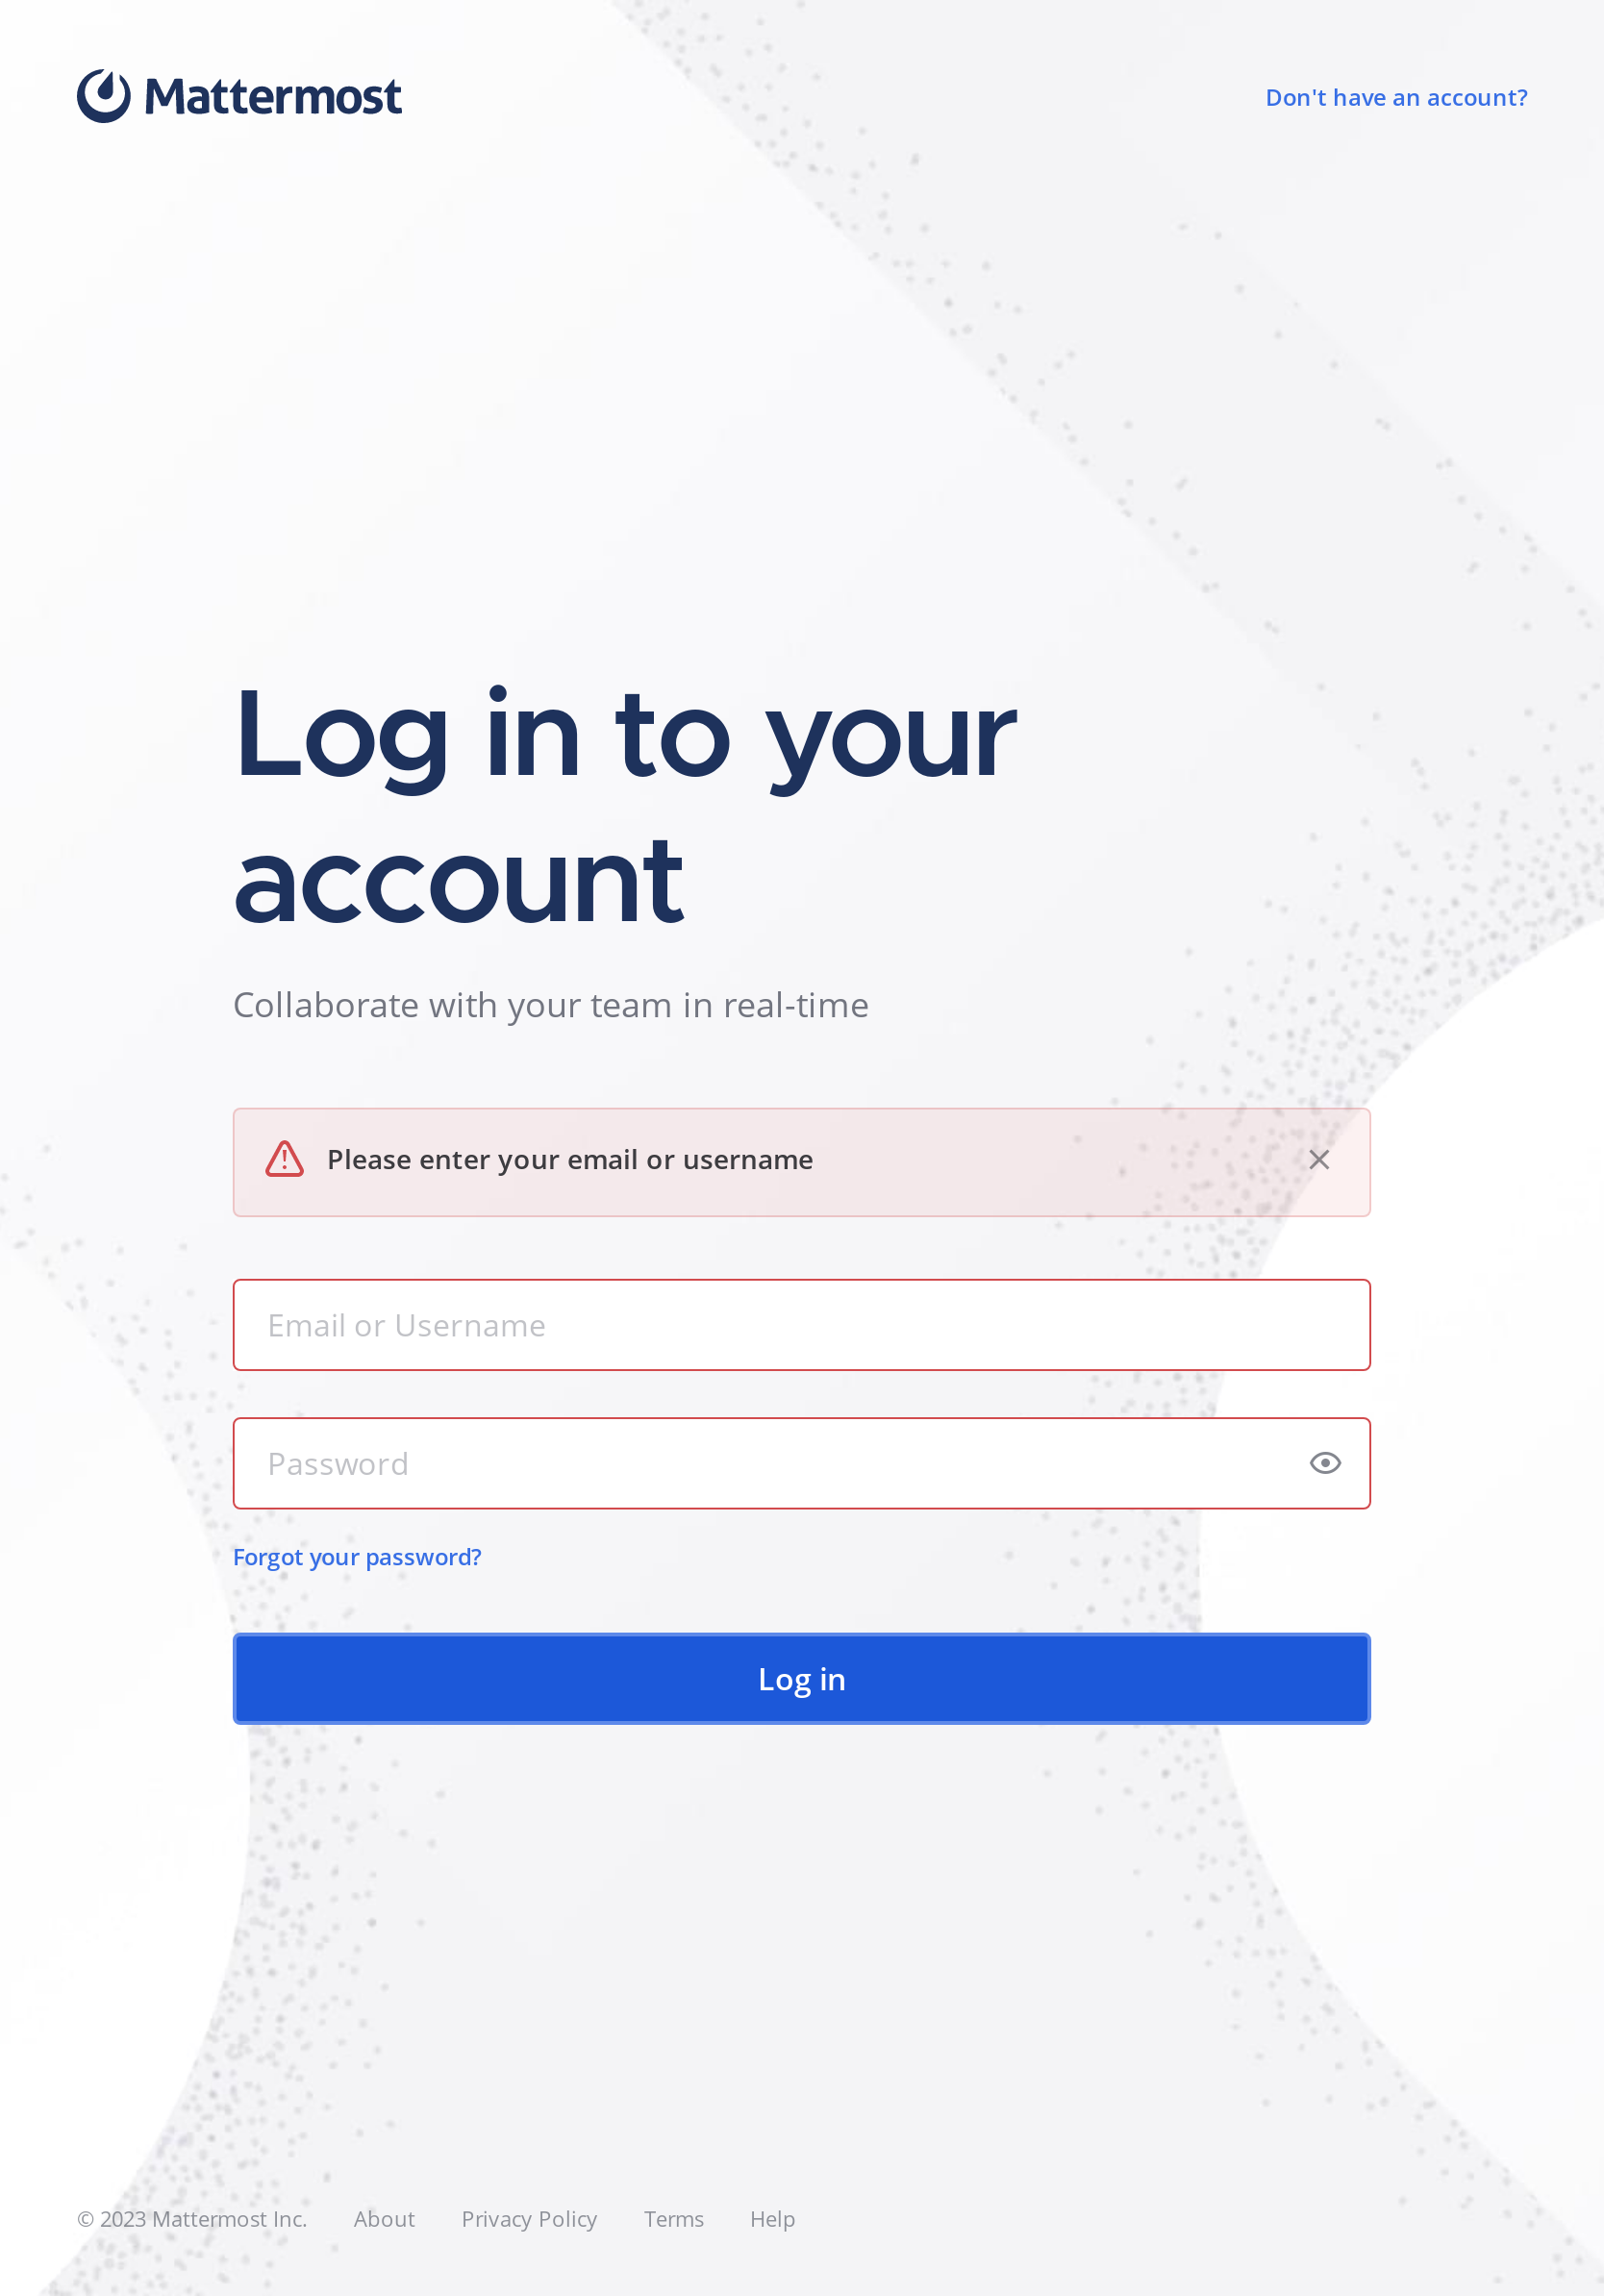 Mattermost
Don't have an account?
Log in to your
account
Collaborate with your team in real-time
Please enter your email or username
Email or Username
Password
Forgot your password?
Log in
© 2023 Mattermost Inc. About Privacy Policy Terms Help